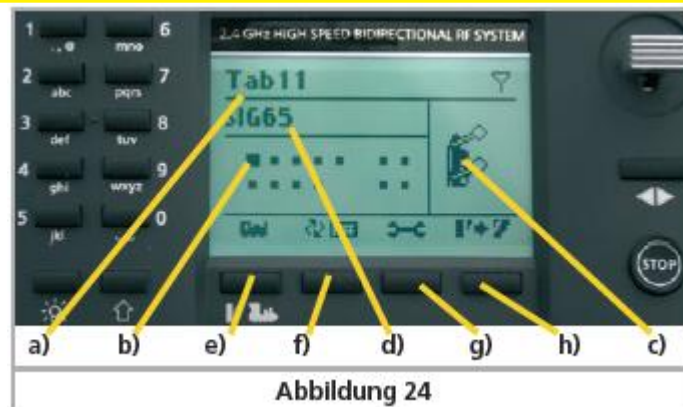 2.4 GHz HIGH SPEED BIDIRECTIONAL RF SYSTEM
1 6
mno
Tab11
2 7
abc pqrs
SIG65
3 8
def tuv
4 9
ghi wxyz
5 0
jkl
STOP
a) b) e) f) d) g) h) c)
Abbildung 24